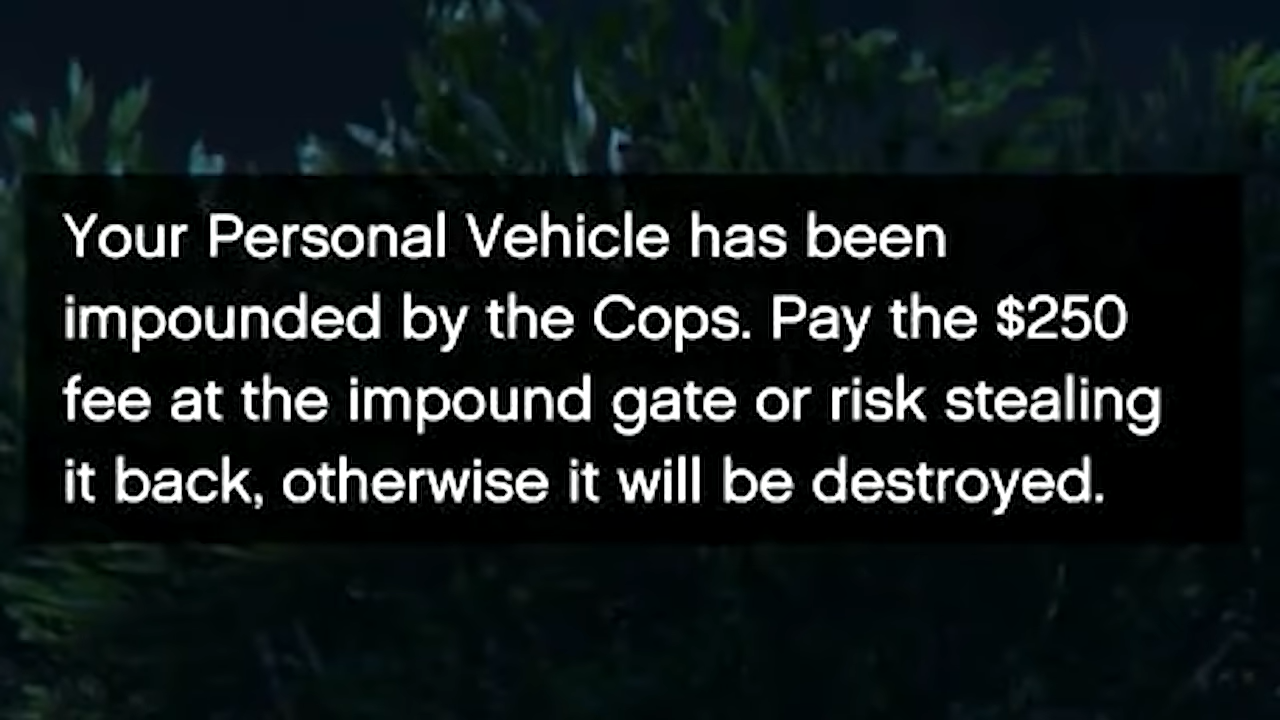 Your Personal Vehicle has been
impounded by the Cops. Pay the $250
fee at the impound gate or risk stealing
it back, otherwise it will be destroyed.